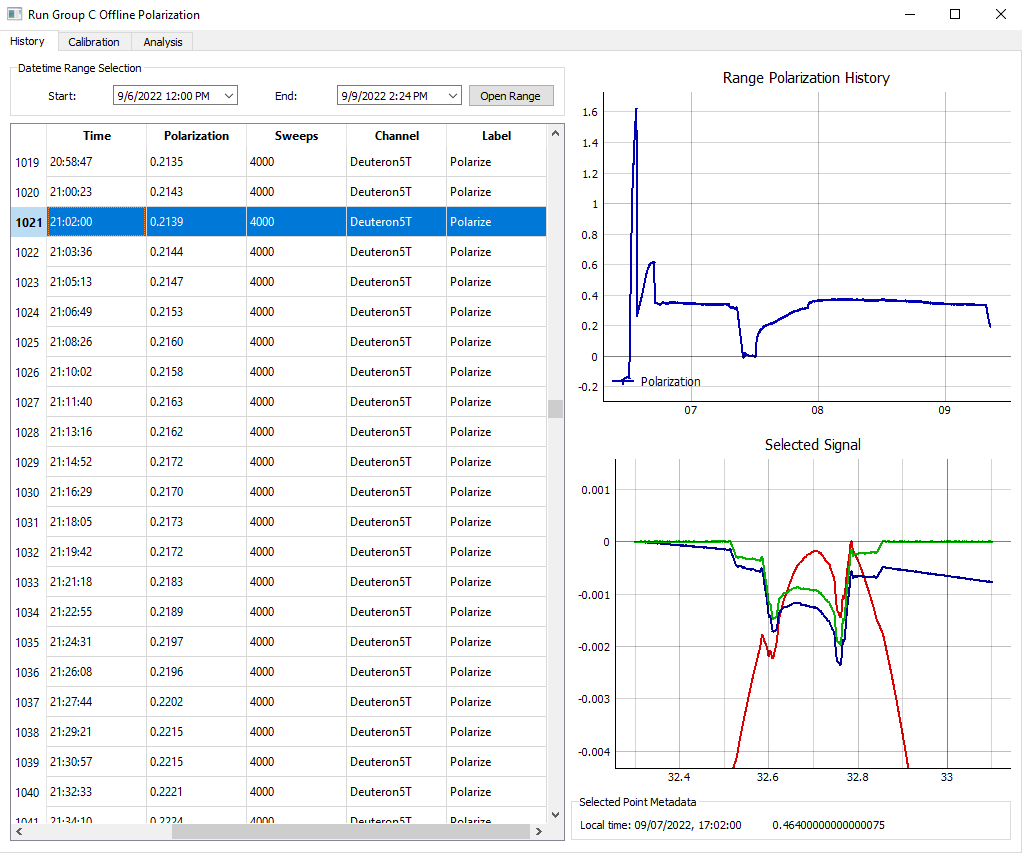 Run Group C Offline Polarization
History Calibration Analysis
Datetime Range Selection
Start: 9/6/2022 12:00 PM End: 9/9/2022 2:24 PM Open Range
Time Polarization Sweeps Channel Label
1019 20:58:47 0.2135 4000 Deuteron5T Polarize
1020 21:00:23 0.2143 4000 Deuteron5T Polarize
1021 21:02:00 0.2139 4000 Deuteron5T Polarize
1022 21:03:36 0.2144 4000 Deuteron5T Polarize
1023 21:05:13 0.2147 4000 Deuteron5T Polarize
1024 21:06:49 0.2153 4000 Deuteron5T Polarize
1025 21:08:26 0.2160 4000 Deuteron5T Polarize
1026 21:10:02 0.2158 4000 Deuteron5T Polarize
1027 21:11:40 0.2163 4000 Deuteron5T Polarize
1028 21:13:16 0.2162 4000 Deuteron5T Polarize
1029 21:14:52 0.2172 4000 Deuteron5T Polarize
1030 21:16:29 0.2170 4000 Deuteron5T Polarize
1031 21:18:05 0.2173 4000 Deuteron5T Polarize
1032 21:19:42 0.2172 4000 Deuteron5T Polarize
1033 21:21:18 0.2183 4000 Deuteron5T Polarize
1034 21:22:55 0.2189 4000 Deuteron5T Polarize
1035 21:24:31 0.2197 4000 Deuteron5T Polarize
1036 21:26:08 0.2196 4000 Deuteron5T Polarize
1037 21:27:44 0.2202 4000 Deuteron5T Polarize
1038 21:29:21 0.2215 4000 Deuteron5T Polarize
1039 21:30:57 0.2215 4000 Deuteron5T Polarize
1040 21:32:33 0.2221 4000 Deuteron5T Polarize
1041 21:34:10 0.2224 4000 Deuteron5T Polarize
Range Polarization History
1.6
1.4
1.2
1
0.8
0.6
0.4
0.2
0
-0.2
Polarization
07 08 09
Selected Signal
0.001
0
-0.001
-0.002
-0.003
-0.004
32.4 32.6 32.8 33
Selected Point Metadata
Local time: 09/07/2022, 17:02:00 0.46400000000000075